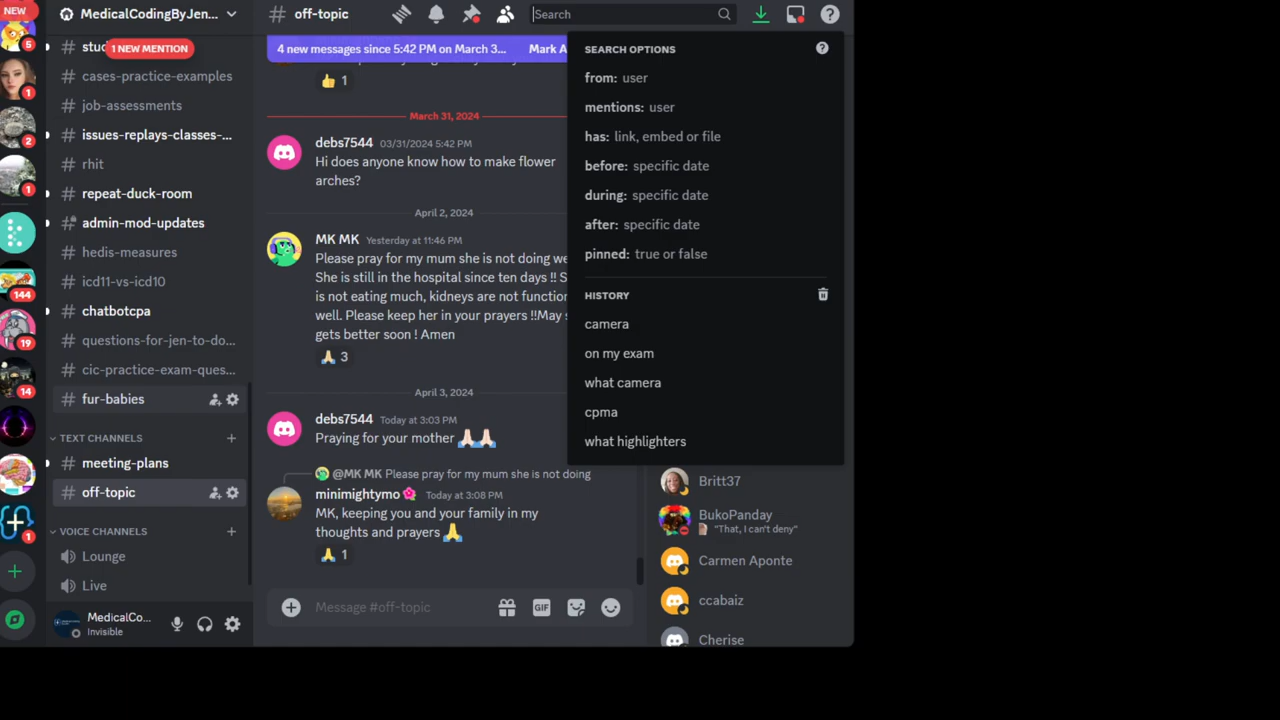 NEW
5
1
2
1
144
19
14
1
MedicalCodingByJen...
1 NEW MENTION
cases-practice-examples
job-assessments
issues-replays-classes-...
rhit
repeat-duck-room
admin-mod-updates
hedis-measures
icd11-vs-icd10
chatbotcpa
questions-for-jen-to-do...
cic-practice-exam-ques...
fur-babies
TEXT CHANNELS
meeting-plans
off-topic
VOICE CHANNELS
Lounge
Live
MedicalCo...
Invisible
off-topic
4 new messages since 5:42 PM on March 3...
Mark A
1
March 31, 2024
debs7544 03/31/2024 5:42 PM
Hi does anyone know how to make flower
arches?
April 2, 2024
MK MK Yesterday at 11:46 PM
Please pray for my mum she is not doing we
She is still in the hospital since ten days !! S
is not eating much, kidneys are not function
well. Please keep her in your prayers !!May s
gets better soon ! Amen
3
April 3, 2024
debs7544 Today at 3:03 PM
Praying for your mother
@MK MK Please pray for my mum she is not doing
minimightymo Today at 3:08 PM
MK, keeping you and your family in my
thoughts and prayers
1
Message #off-topic
GIF
Search
SEARCH OPTIONS
from: user
mentions: user
has: link, embed or file
before: specific date
during: specific date
after: specific date
pinned: true or false
HISTORY
camera
on my exam
what camera
cpma
what highlighters
Britt37
BukoPanday
"That, I can't deny"
Carmen Aponte
ccabaiz
Cherise